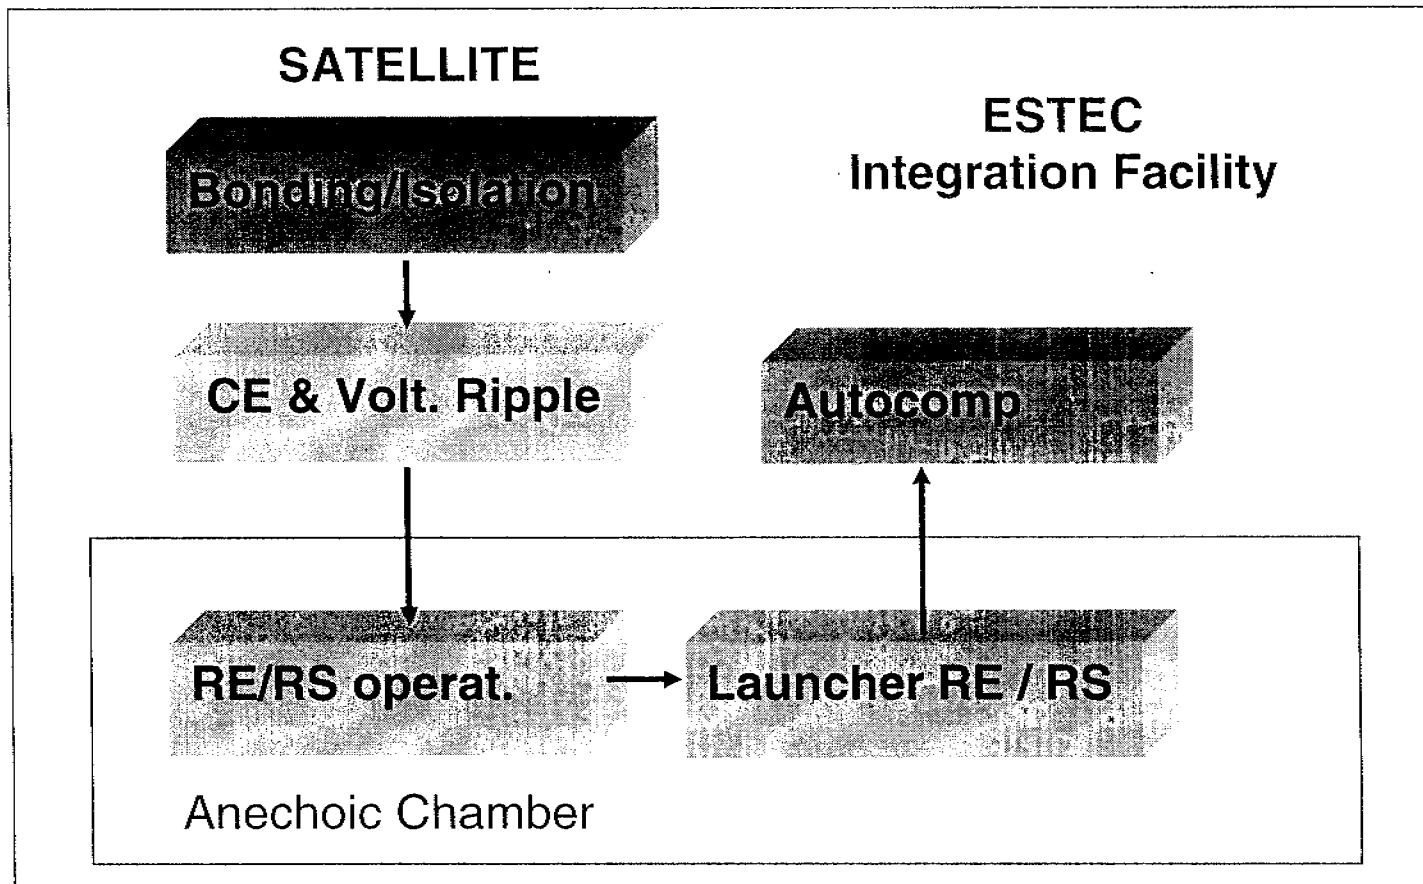 SATELLITE
ESTEC
Integration Facility
Bonding/Isolation
CE & Volt. Ripple
Autocomp
RE/RS operat.
Launcher RE / RS
Anechoic Chamber